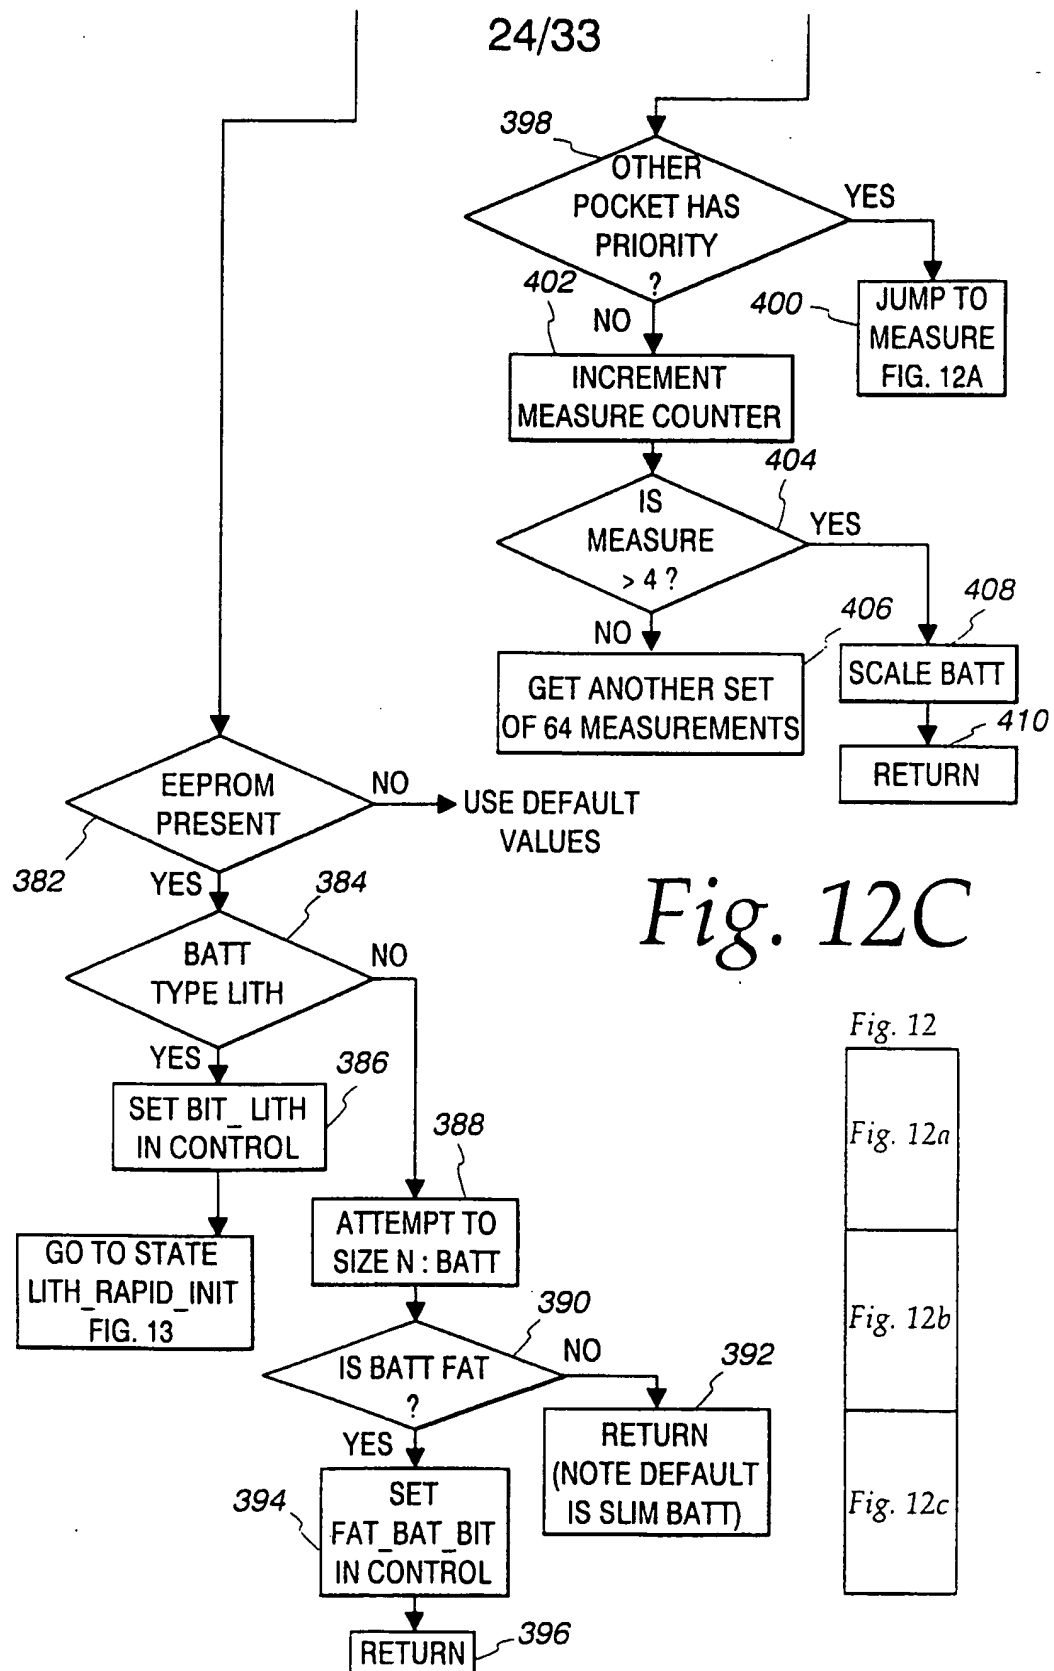 24/33
398
OTHER
POCKET HAS
PRIORITY
?
YES
402
NO
400
JUMP TO
MEASURE
FIG. 12A
INCREMENT
MEASURE COUNTER
404
IS
MEASURE
> 4 ?
YES
NO
406
408
GET ANOTHER SET
OF 64 MEASUREMENTS
SCALE BATT
410
RETURN
EEPROM
PRESENT
NO
USE DEFAULT
VALUES
382
YES
384
Fig. 12C
BATT
TYPE LITH
NO
YES
386
SET BIT_ LITH
IN CONTROL
388
GO TO STATE
LITH_RAPID_INIT
FIG. 13
ATTEMPT TO
SIZE N : BATT
390
IS BATT FAT
?
NO
392
YES
RETURN
(NOTE DEFAULT
IS SLIM BATT)
394
SET
FAT_BAT_BIT
IN CONTROL
RETURN
396
Fig. 12
Fig. 12a
Fig. 12b
Fig. 12c